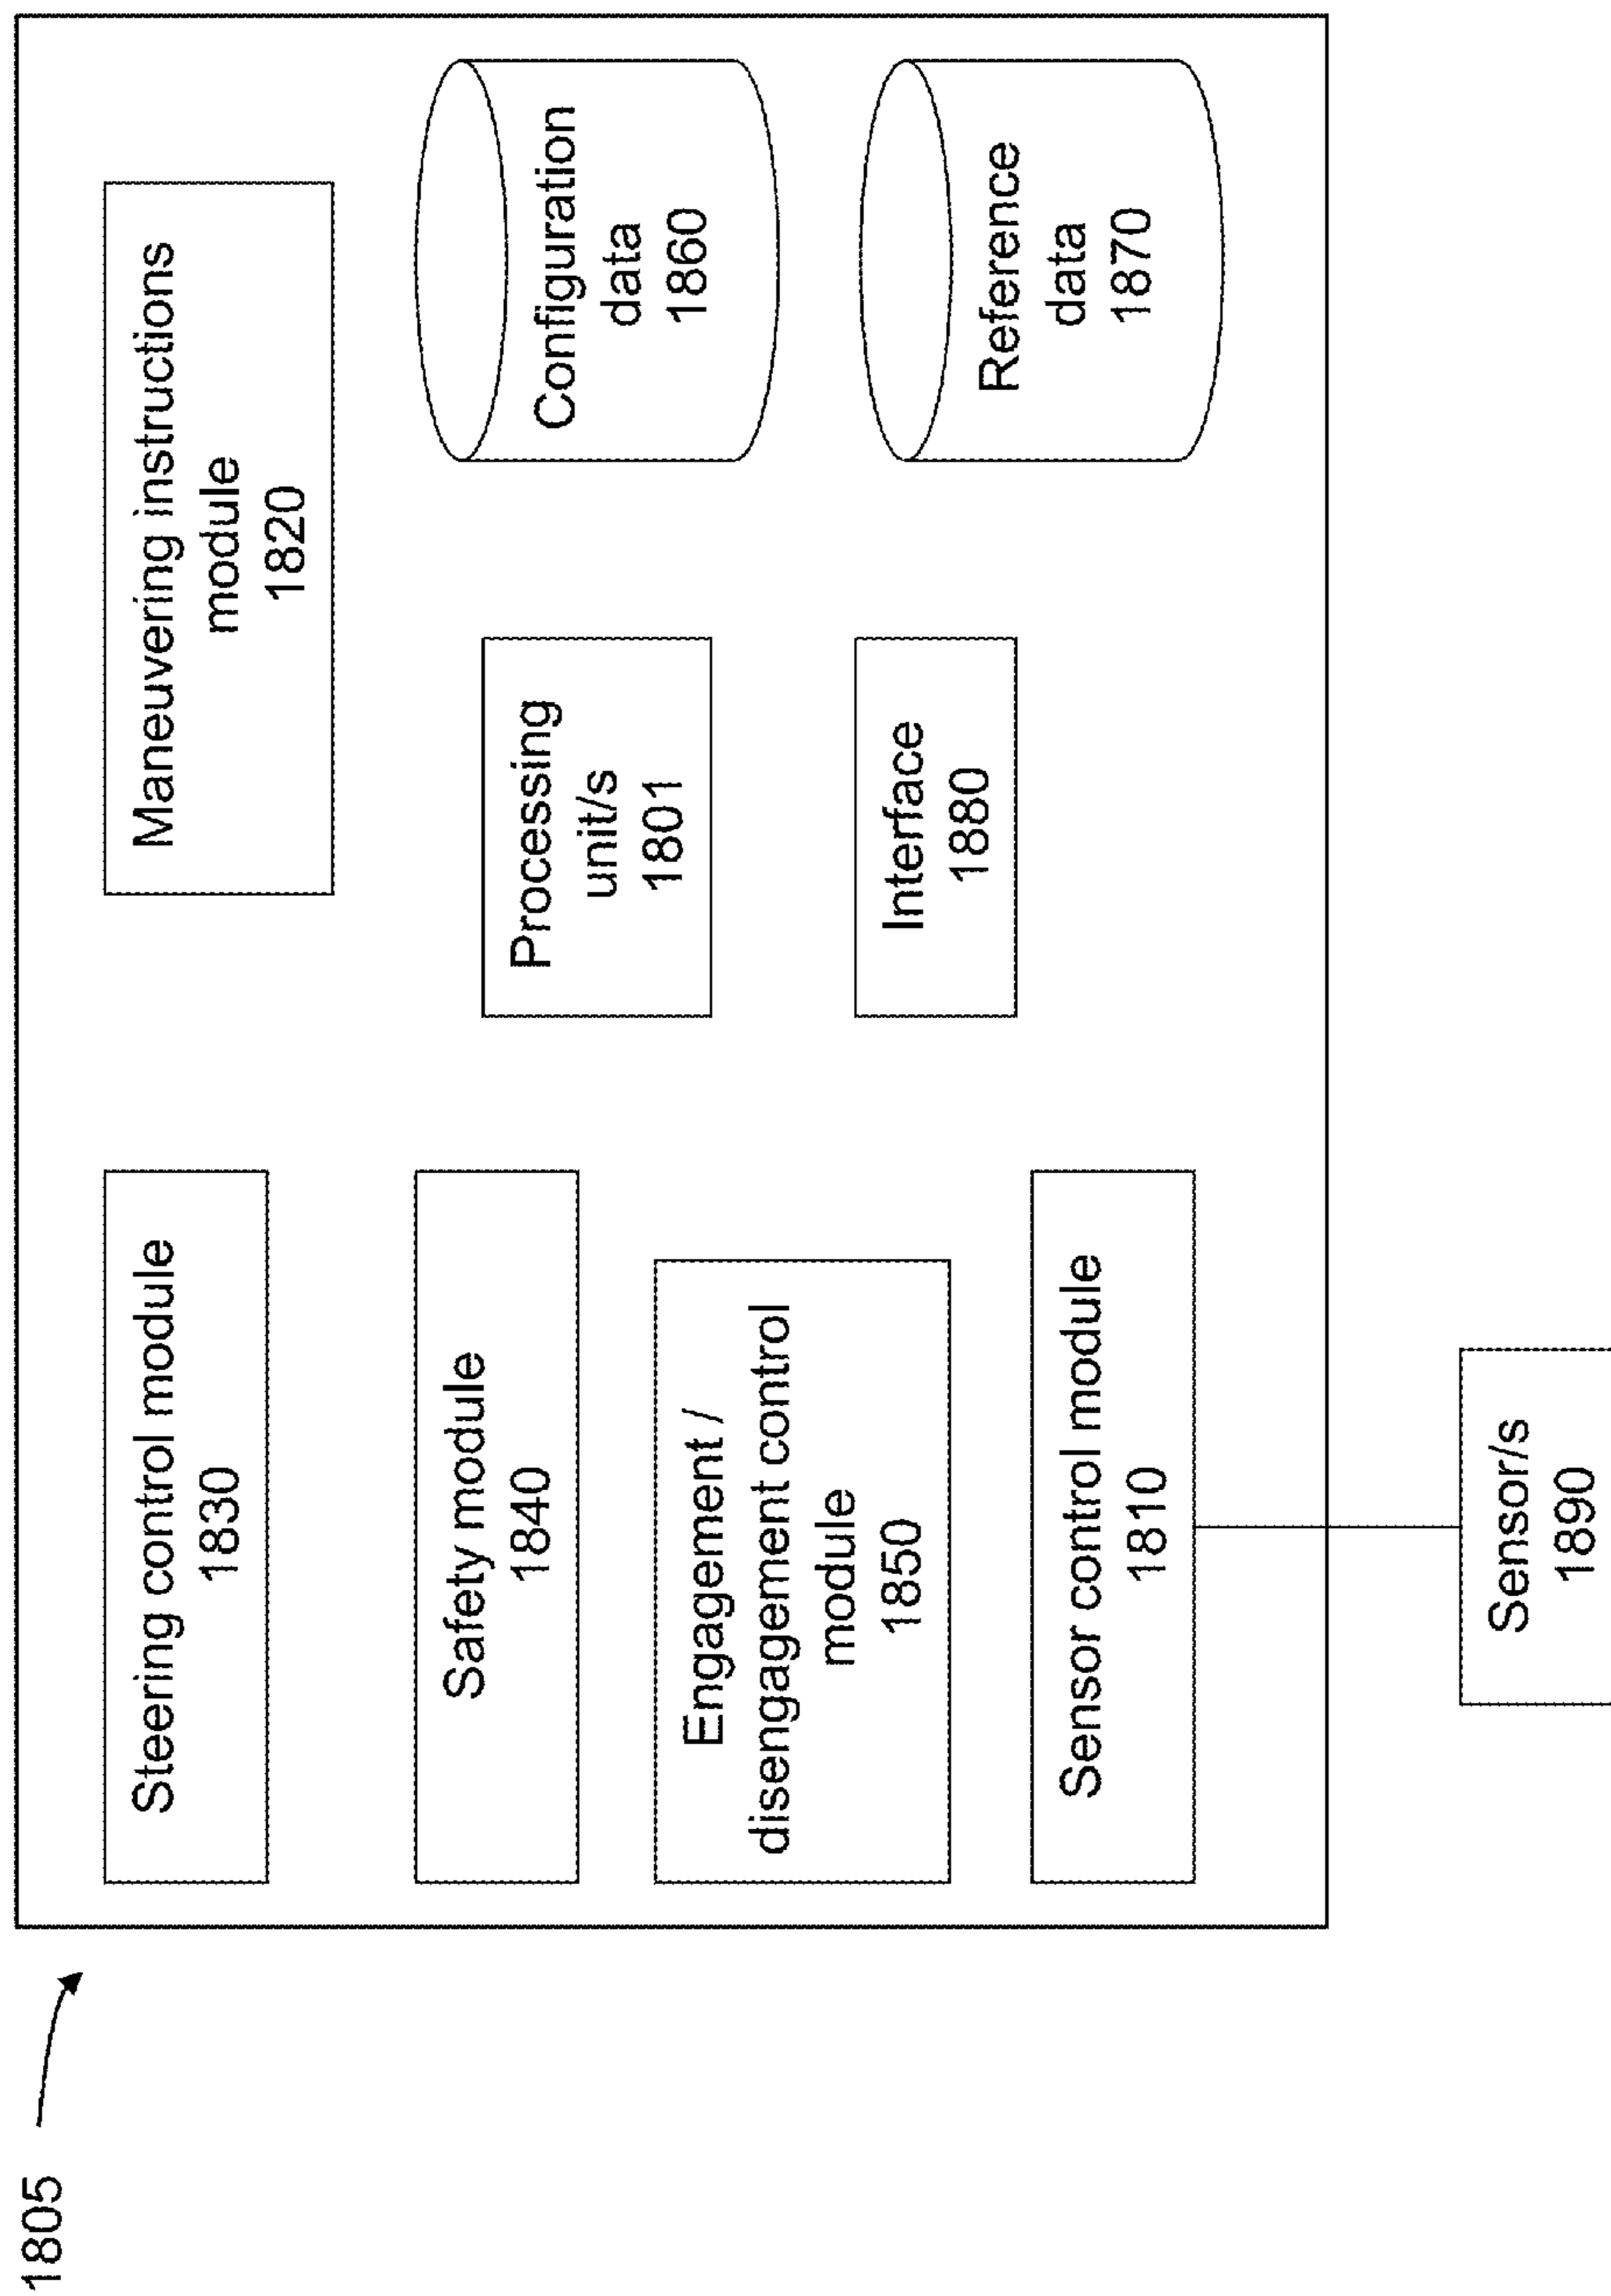 1805
Steering control module
1830
Maneuvering instructions
module
1820
Safety module
1840
Processing
unit/s
1801
Configuration
data
1860
Engagement /
disengagement control
module
1850
Interface
1880
Reference
data
1870
Sensor control module
1810
Sensor/s
1890